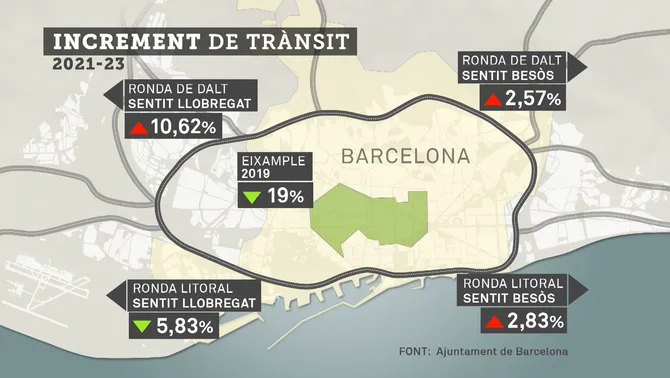 INCREMENT DE TRÀNSIT
2021-23
RONDA DE DALT
SENTIT LLOBREGAT
10,62%
RONDA DE DALT
SENTIT BESÒS
2,57%
EIXAMPLE
2019
19%
BARCELONA
RONDA LITORAL
SENTIT LLOBREGAT
5,83%
RONDA LITORAL
SENTIT BESÒS
2,83%
FONT: Ajuntament de Barcelona